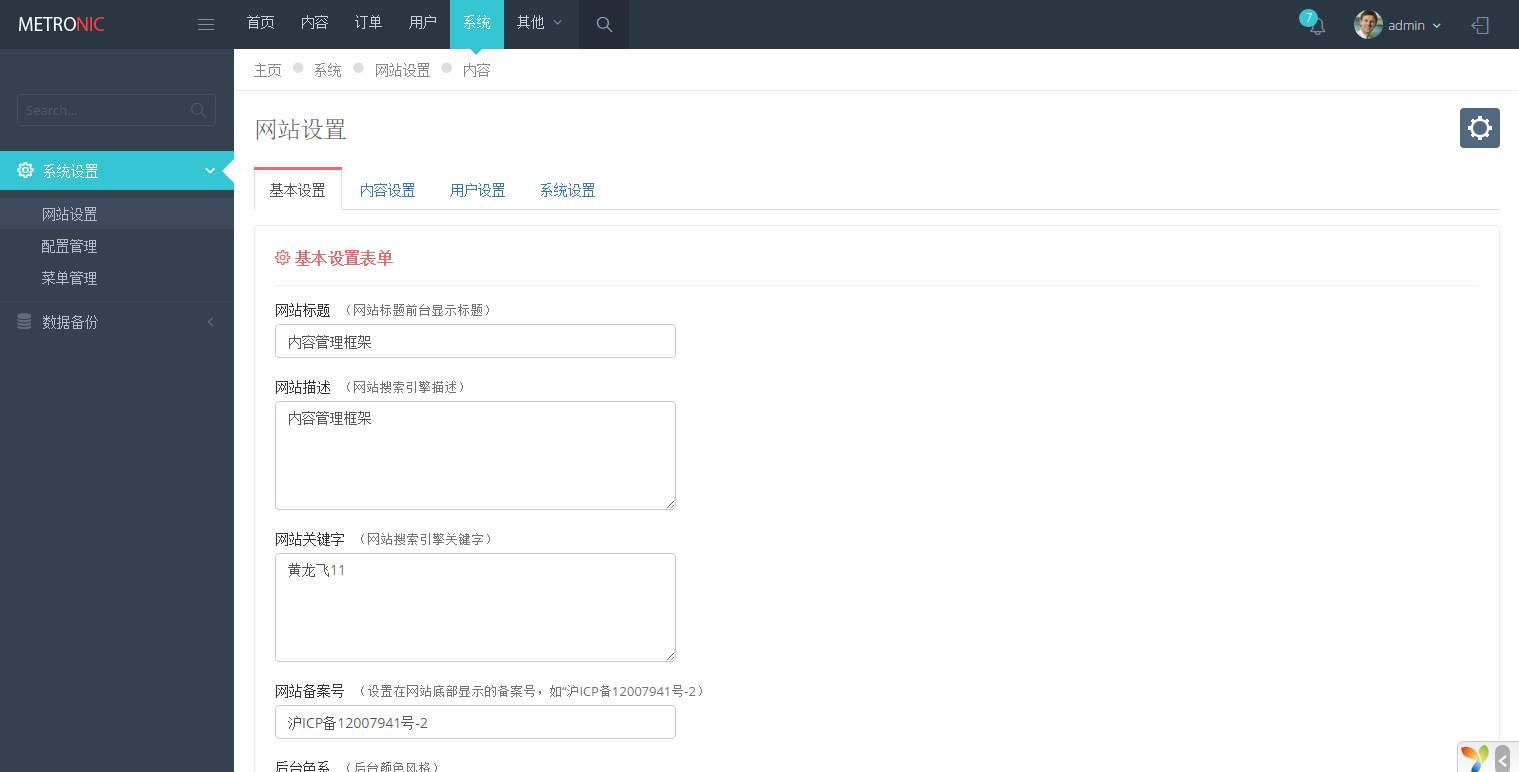 METRONIC
首页 内容 订单 用户 系统 其他
7
admin
主页 系统 网站设置 内容
Search...
系统设置
网站设置
配置管理
菜单管理
数据备份
网站设置
基本设置 内容设置 用户设置 系统设置
基本设置表单
网站标题 （网站标题前台显示标题）
内容管理框架
网站描述 （网站搜索引擎描述）
内容管理框架
网站关键字 （网站搜索引擎关键字）
黄龙飞11
网站备案号 （设置在网站底部显示的备案号，如“沪ICP备12007941号-2）
沪ICP备12007941号-2
后台色系 （后台颜色风格）